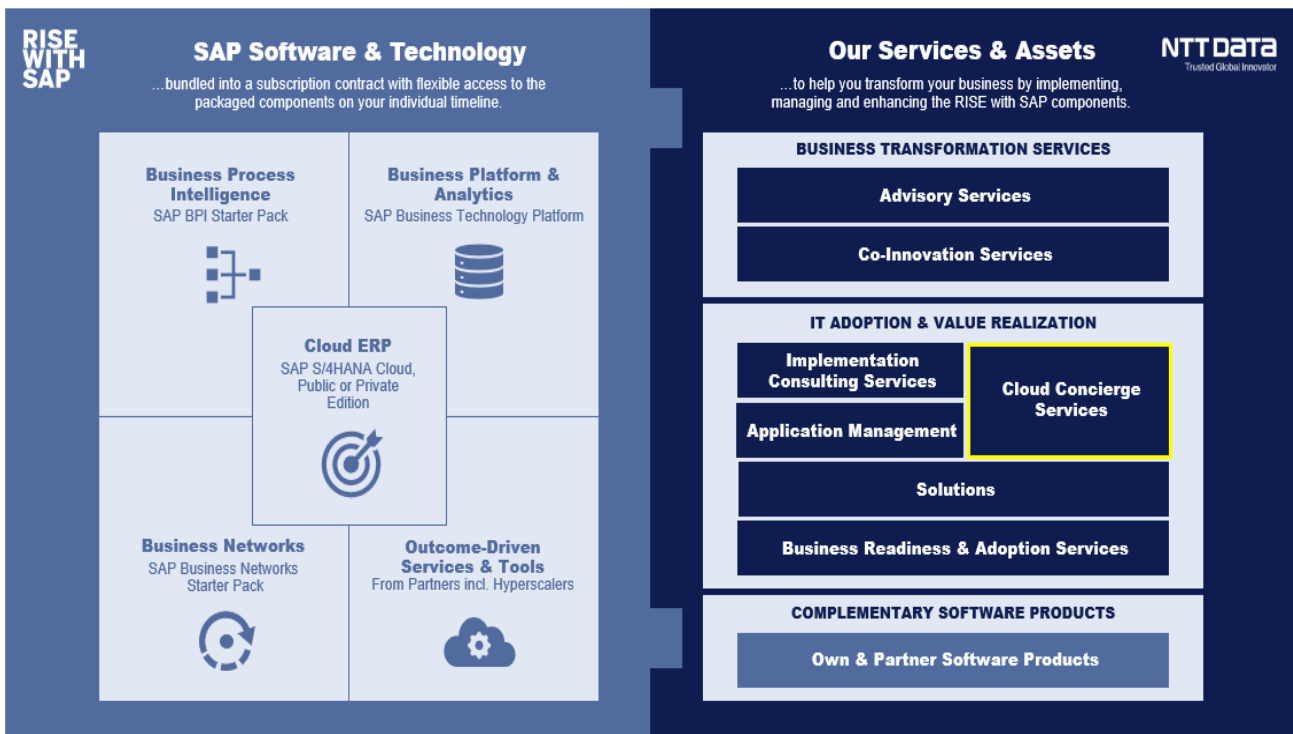 RISE
WITH
SAP
SAP Software & Technology
...bundled into a subscription contract with flexible access to the
packaged components on your individual timeline.
Business Process
Intelligence
SAP BPI Starter Pack
Business Platform &
Analytics
SAP Business Technology Platform
Cloud ERP
SAP S/4HANA Cloud,
Public or Private
Edition
Business Networks
SAP Business Networks
Starter Pack
Outcome-Driven
Services & Tools
From Partners incl. Hyperscalers
Our Services & Assets
NTT DATA
Trusted Global Innovator
...to help you transform your business by implementing,
managing and enhancing the RISE with SAP components.
BUSINESS TRANSFORMATION SERVICES
Advisory Services
Co-Innovation Services
IT ADOPTION & VALUE REALIZATION
Implementation
Consulting Services
Application Management
Cloud Concierge
Services
Solutions
Business Readiness & Adoption Services
COMPLEMENTARY SOFTWARE PRODUCTS
Own & Partner Software Products